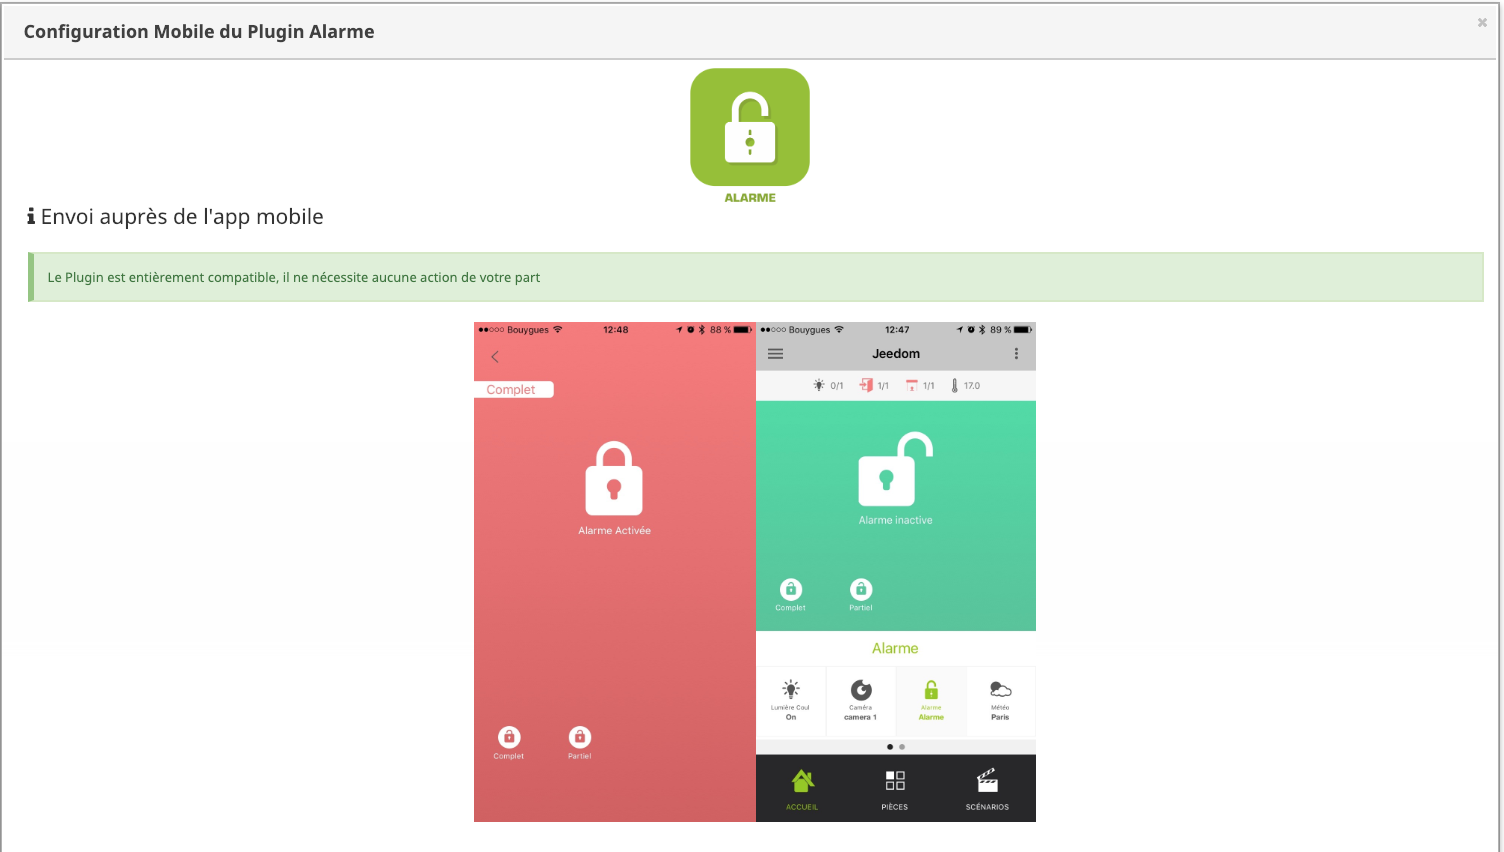 Configuration Mobile du Plugin Alarme
ALARME
Envoi auprès de l'app mobile
Le Plugin est entièrement compatible, il ne nécessite aucune action de votre part
Bouygues 12:48 88 %
Complet
Alarme Activée
Complet Partiel
Bouygues 12:47 89 %
Jeedom
0/1 1/1 1/1 17.0
Alarme inactive
Complet Partiel
Alarme
Lumière Coul Caméra Alarme Météo
On camera 1 Alarme Paris
ACCUEIL PIÈCES SCÉNARIOS